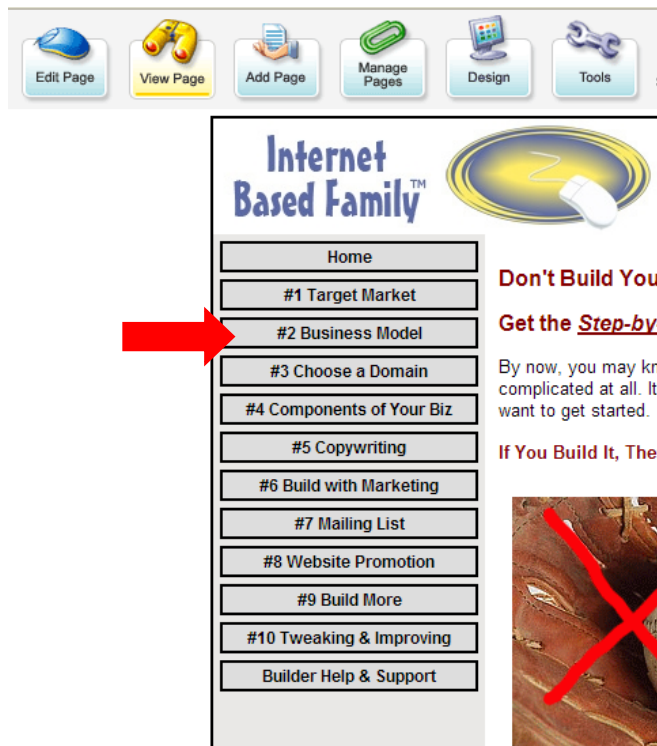 Edit Page
View Page
Add Page
Manage
Pages
Design
Tools
Internet
Based Family™
Home
#1 Target Market
#2 Business Model
#3 Choose a Domain
#4 Components of Your Biz
#5 Copywriting
#6 Build with Marketing
#7 Mailing List
#8 Website Promotion
#9 Build More
#10 Tweaking & Improving
Builder Help & Support
Don't Build You
Get the Step-by
By now, you may kn
complicated at all. It
want to get started.
If You Build It, The